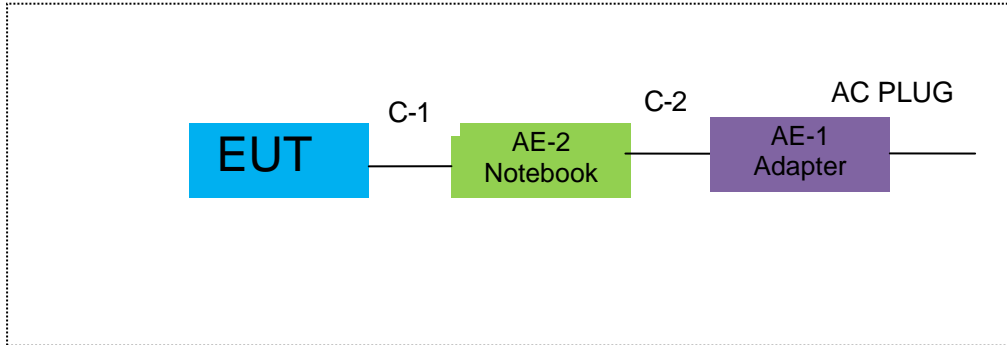 C-1
C-2
AC PLUG
EUT
AE-2
Notebook
AE-1
Adapter